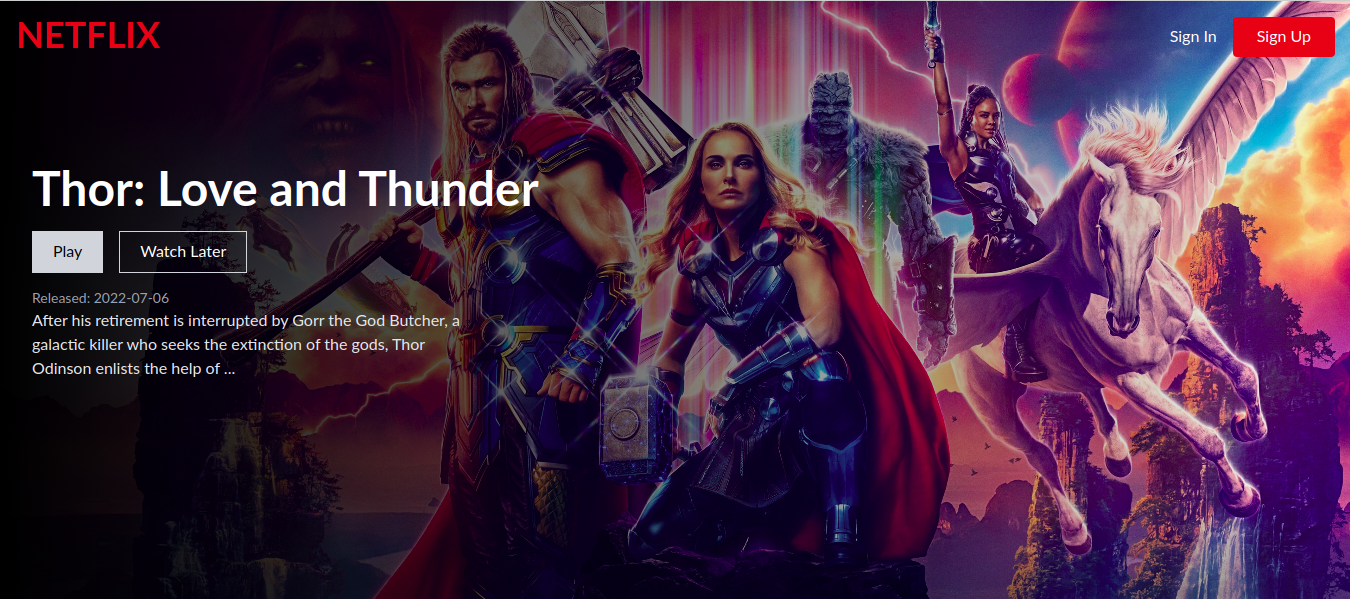 NETFLIX
Sign In
Sign Up
Thor: Love and Thunder
Play
Watch Later
Released: 2022-07-06
After his retirement is interrupted by Gorr the God Butcher, a
galactic killer who seeks the extinction of the gods, Thor
Odinson enlists the help of ...